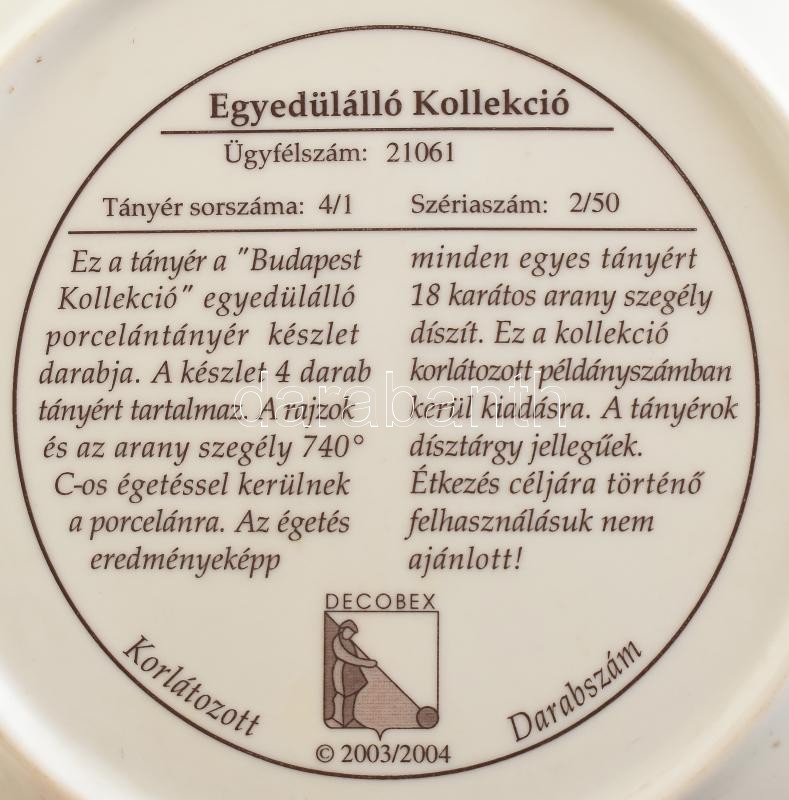 Egyedülálló Kollekció
Ügyfélszám: 21061
Tányér sorszáma: 4/1
Szériaszám: 2/50
Ez a tányér a "Budapest
Kollekció" egyedülálló
porcelántányér készlet
darabja. A készlet 4 darab
tányért tartalmaz. A rajzok
és az arany szegély 740°
C-os égetéssel kerülnek
a porcelánra. Az égetés
eredményeképp
minden egyes tányért
18 karátos arany szegély
díszít. Ez a kollekció
korlátozott példányszámban
kerül kiadásra. A tányérok
dísztárgy jellegűek.
Étkezés céljára történő
felhasználásuk nem
ajánlott!
DECOBEX
Korlátozott
Darabszám
© 2003/2004
darabanth